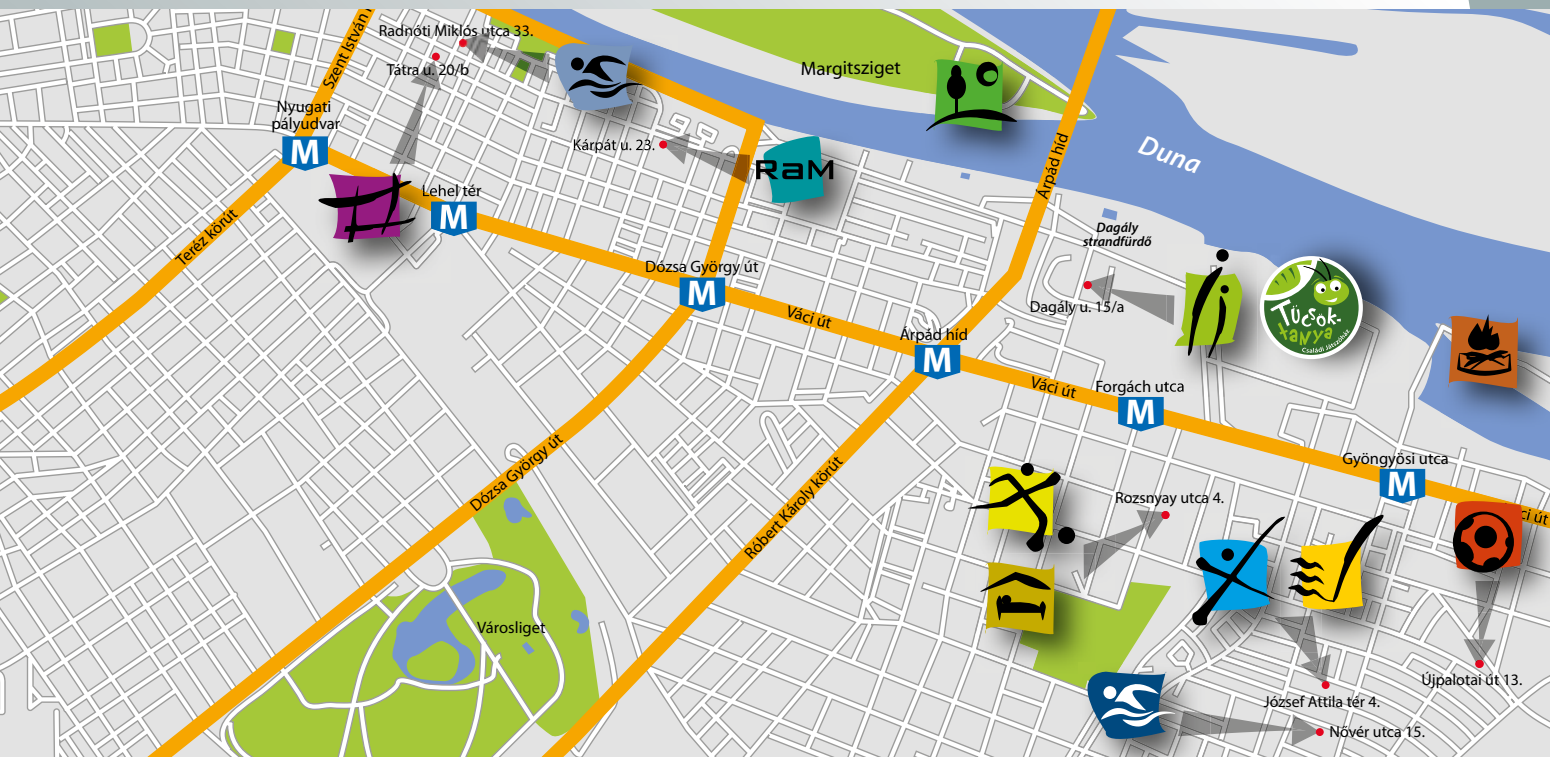 Radnóti Miklós utca 33.
Szent István
Tátra u. 20/b
Margitsziget
Nyugati
pályudvar
M
Kárpát u. 23.
RaM
Árpád híd
Duna
Lehel tér
M
Teréz körút
Dagály
strandfürdő
Dózsa György út
M
Dagály u. 15/a
Tücsök-
tanya
Családi Játszóház
Váci út
Árpád híd
M
Váci út
Forgách utca
M
Gyöngyösi utca
M
ci út
Dózsa György út
Róbert Károly körút
Rozsnyay utca 4.
Városliget
Újpalotai út 13.
József Attila tér 4.
Nővér utca 15.